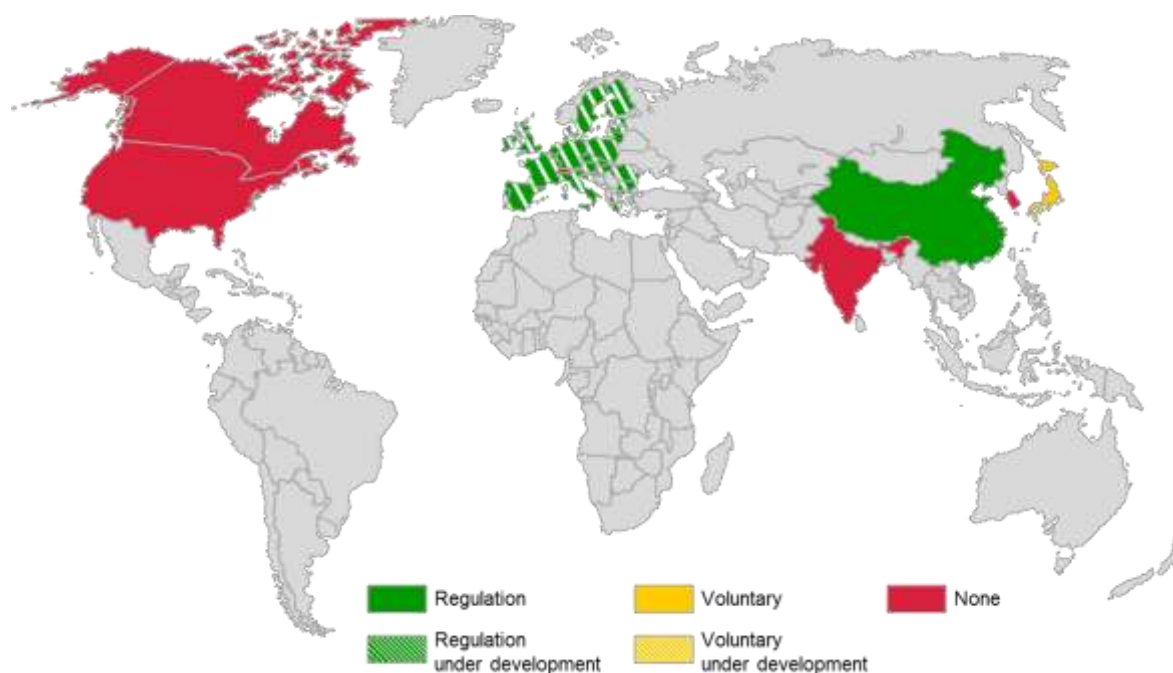 Regulation
Voluntary
None
Regulation
under development
Voluntary
under development